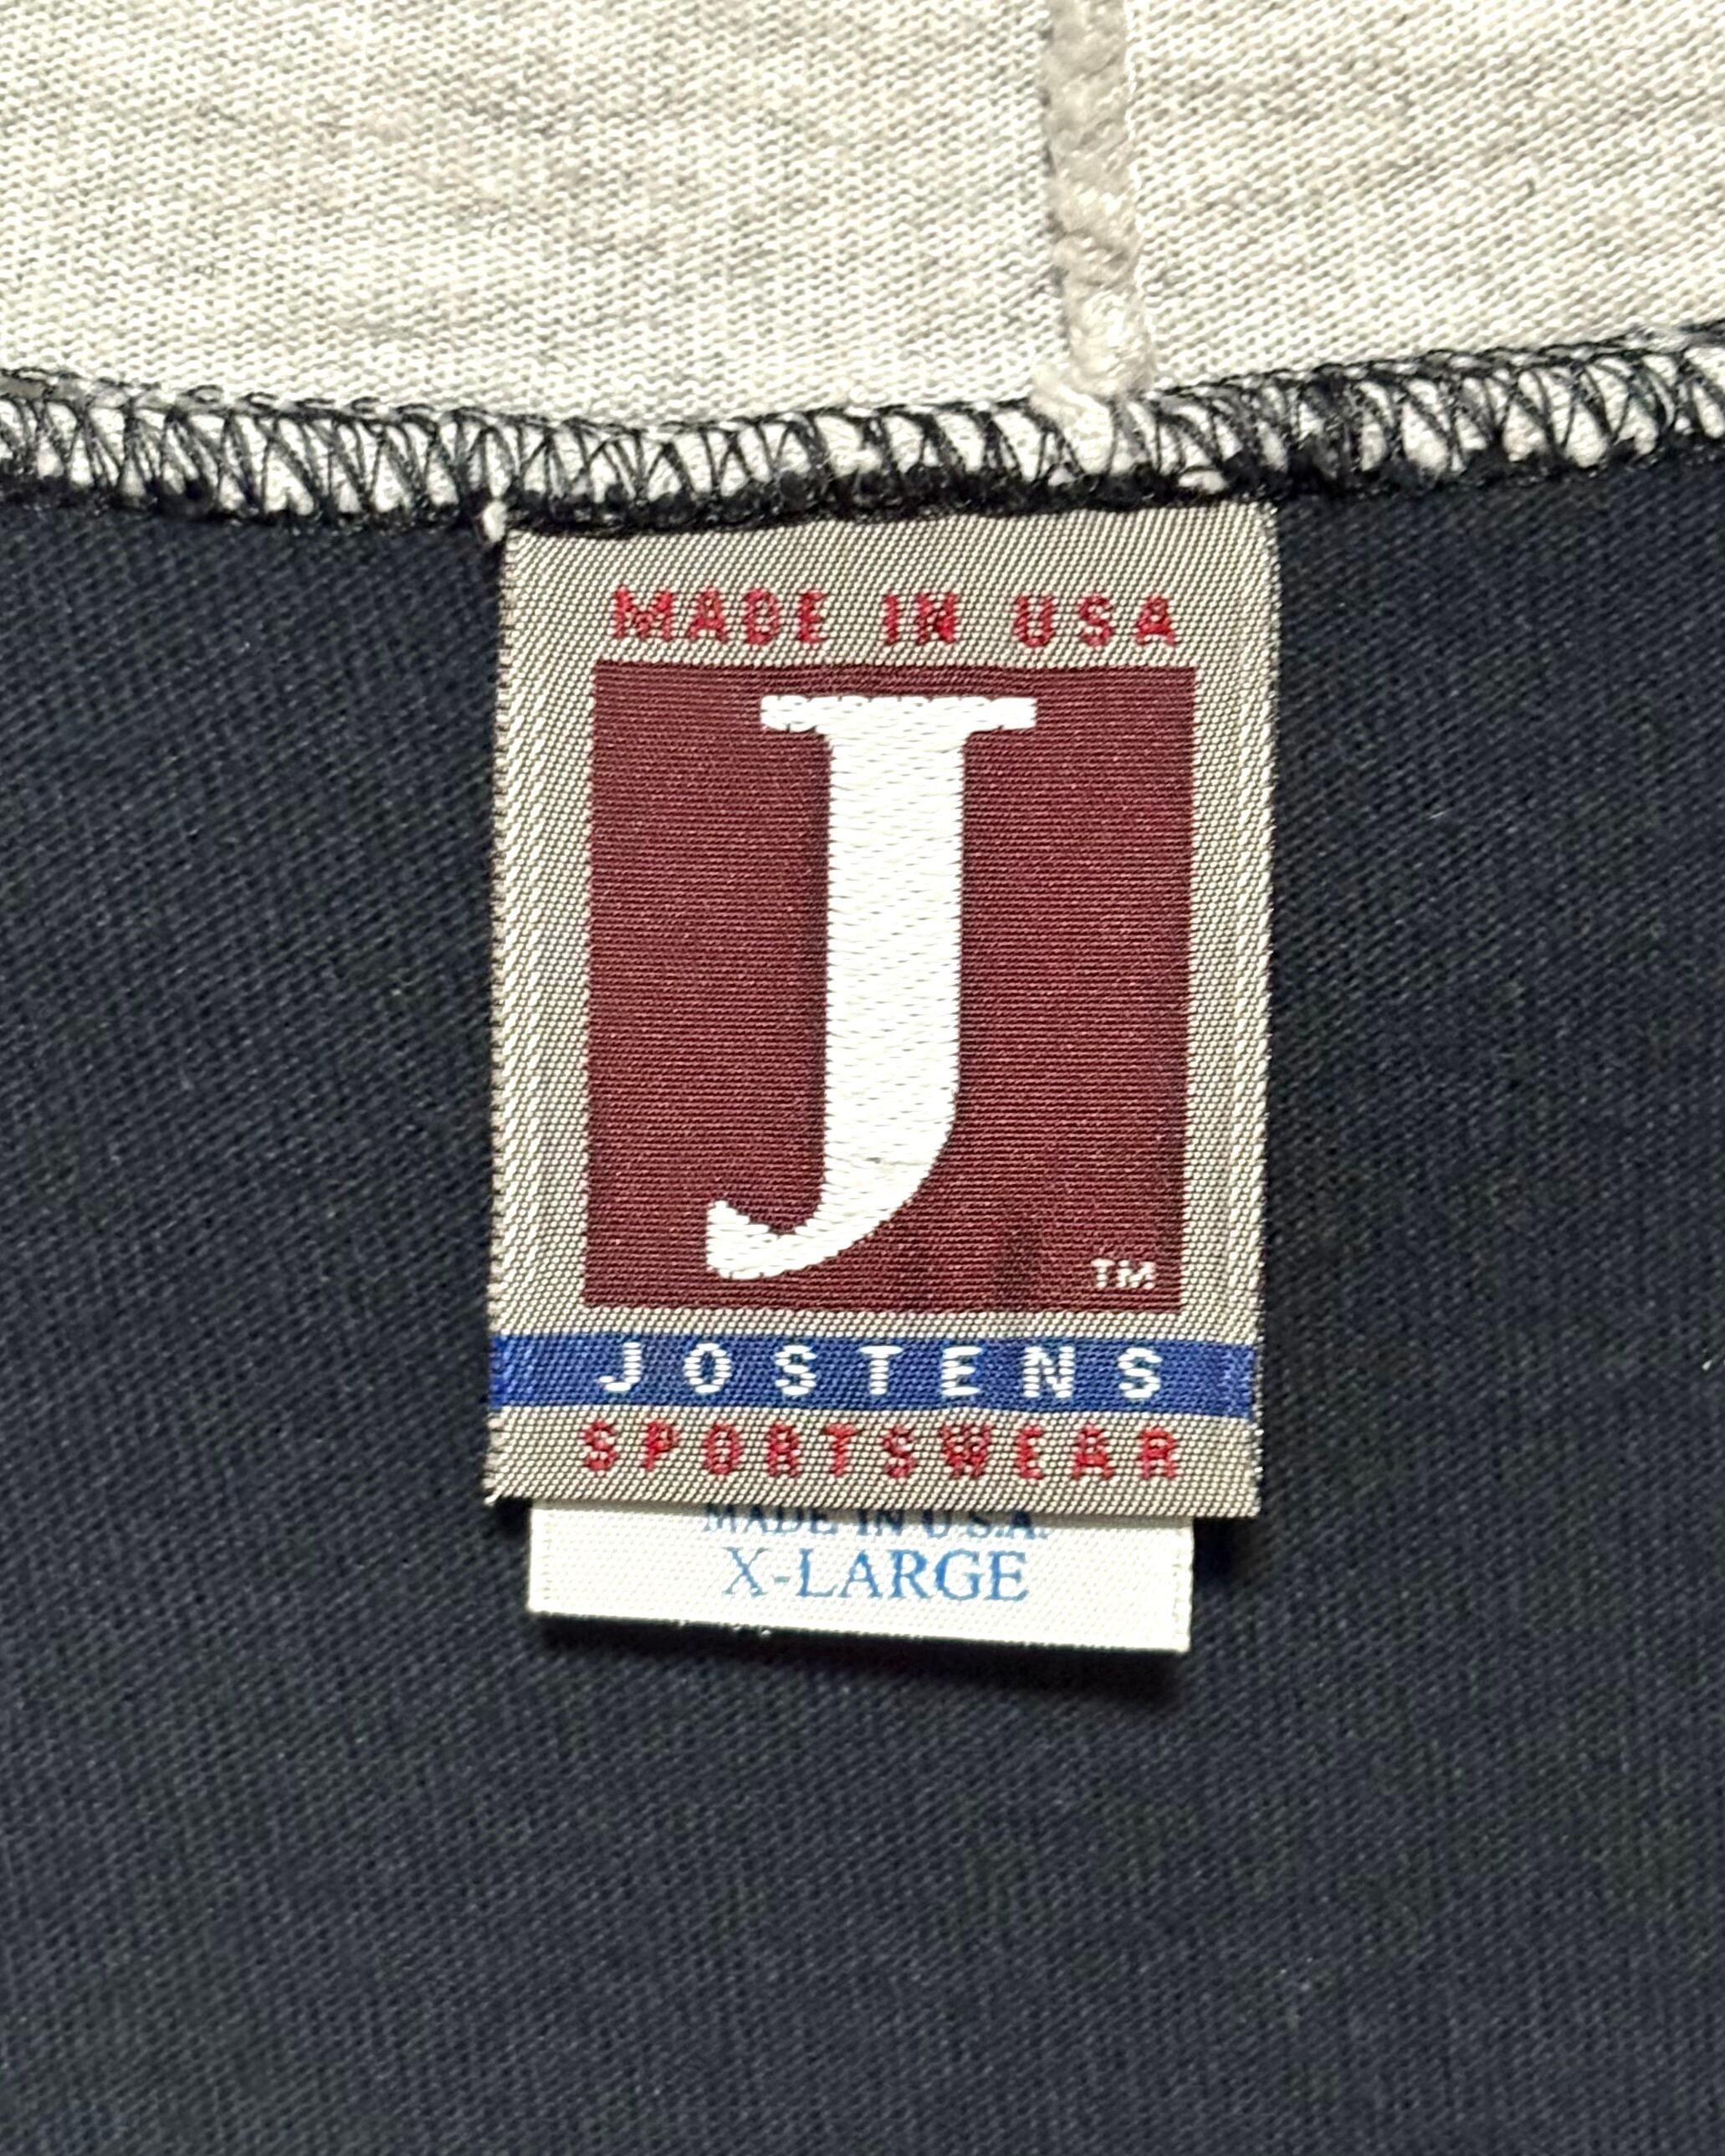 MADE IN USA
J
TM
JOSTENS
SPORTSWEAR
MADE IN U.S.A.
X-LARGE